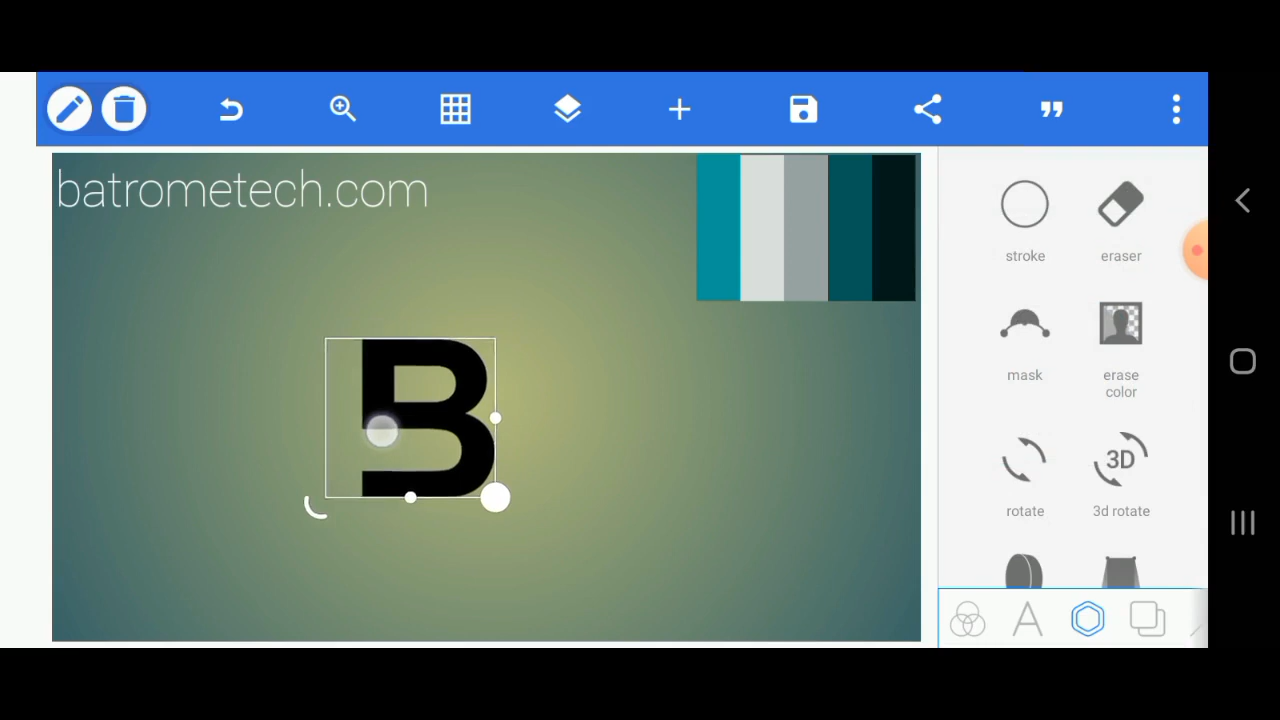 batrometech.com
B
stroke
eraser
mask
erase
color
3D
rotate
3d rotate
A